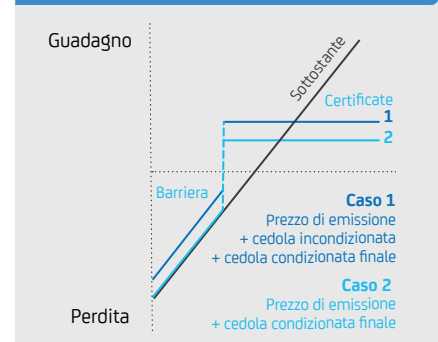 Guadagno
Sottostante
Certificate
1
2
Barriera
Caso 1
Prezzo di emissione
+ cedola incondizionata
+ cedola condizionata finale
Caso 2
Prezzo di emissione
+ cedola condizionata finale
Perdita